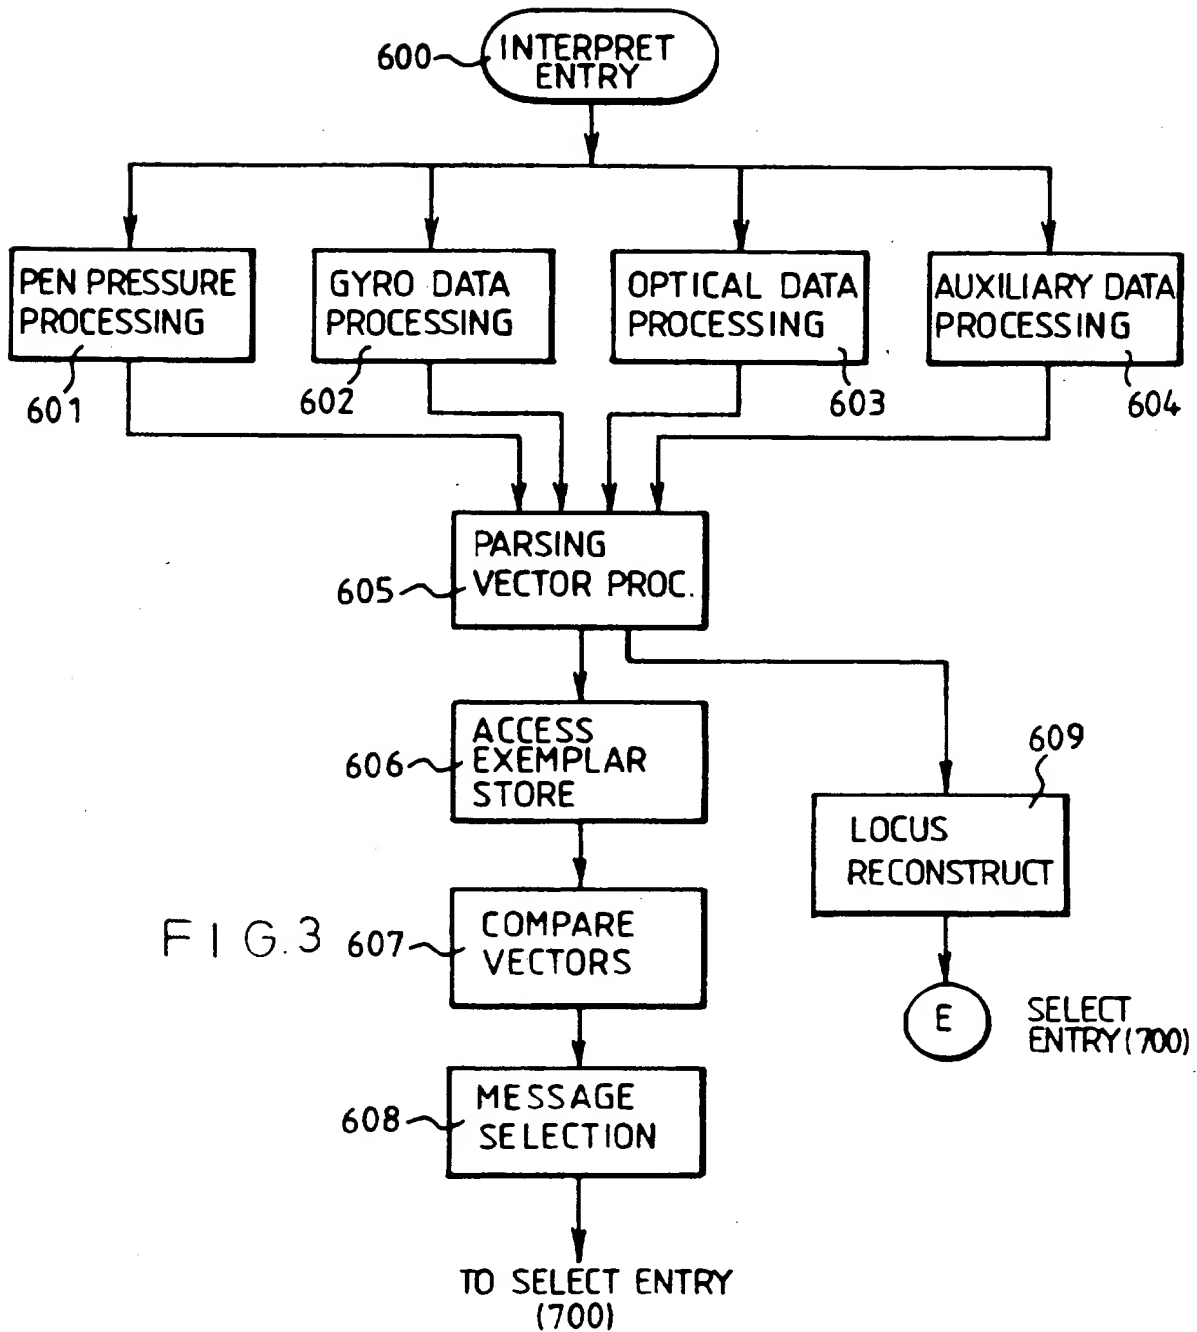 600
INTERPRET
ENTRY
PEN PRESSURE
PROCESSING
601
GYRO DATA
PROCESSING
602
OPTICAL DATA
PROCESSING
603
AUXILIARY DATA
PROCESSING
604
PARSING
VECTOR PROC.
605
ACCESS
EXEMPLAR
STORE
606
609
LOCUS
RECONSTRUCT
FIG.3
COMPARE
VECTORS
607
E
SELECT
ENTRY(700)
MESSAGE
SELECTION
608
TO SELECT ENTRY
(700)